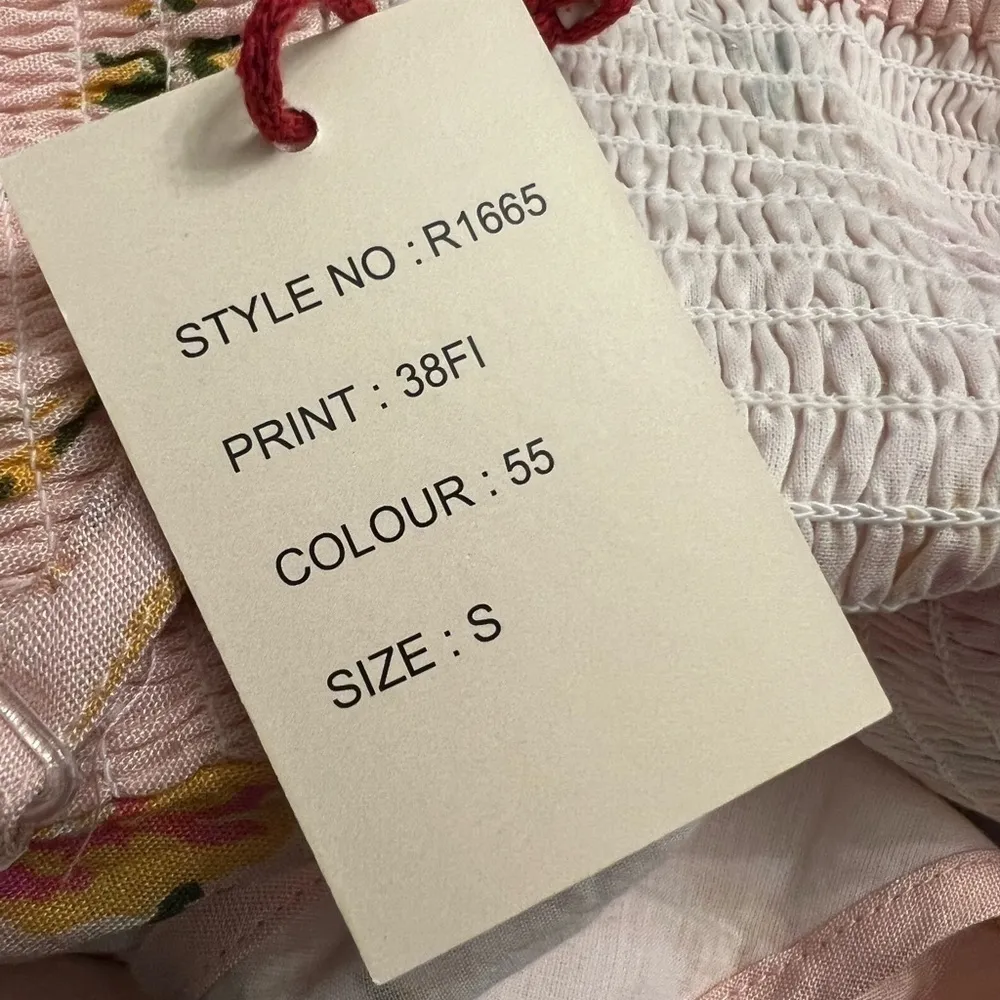 STYLE NO : R1665
PRINT : 38FI
COLOUR : 55
SIZE : S